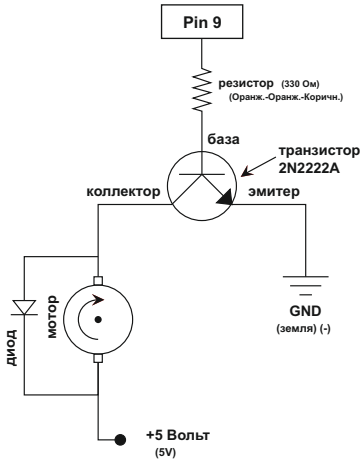 Pin 9
резистор (330 Ом)
(Оранж.-Оранж.-Коричн.)
база
транзистор
2N2222A
коллектор
эмитер
GND
(земля) (-)
диод
мотор
+5 Вольт
(5V)